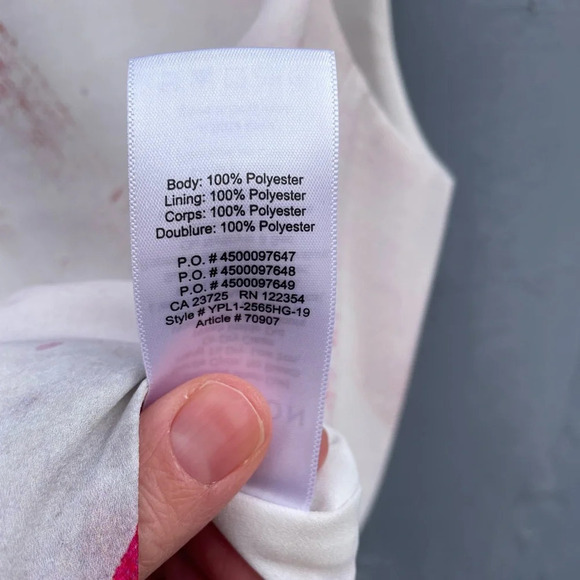 Body: 100% Polyester
Lining: 100% Polyester
Corps: 100% Polyester
Doublure: 100% Polyester
P.O. # 4500097647
P.O. # 4500097648
P.O. # 4500097649
CA 23725 RN 122354
Style # YPL1-2565HG-19
Article # 70907